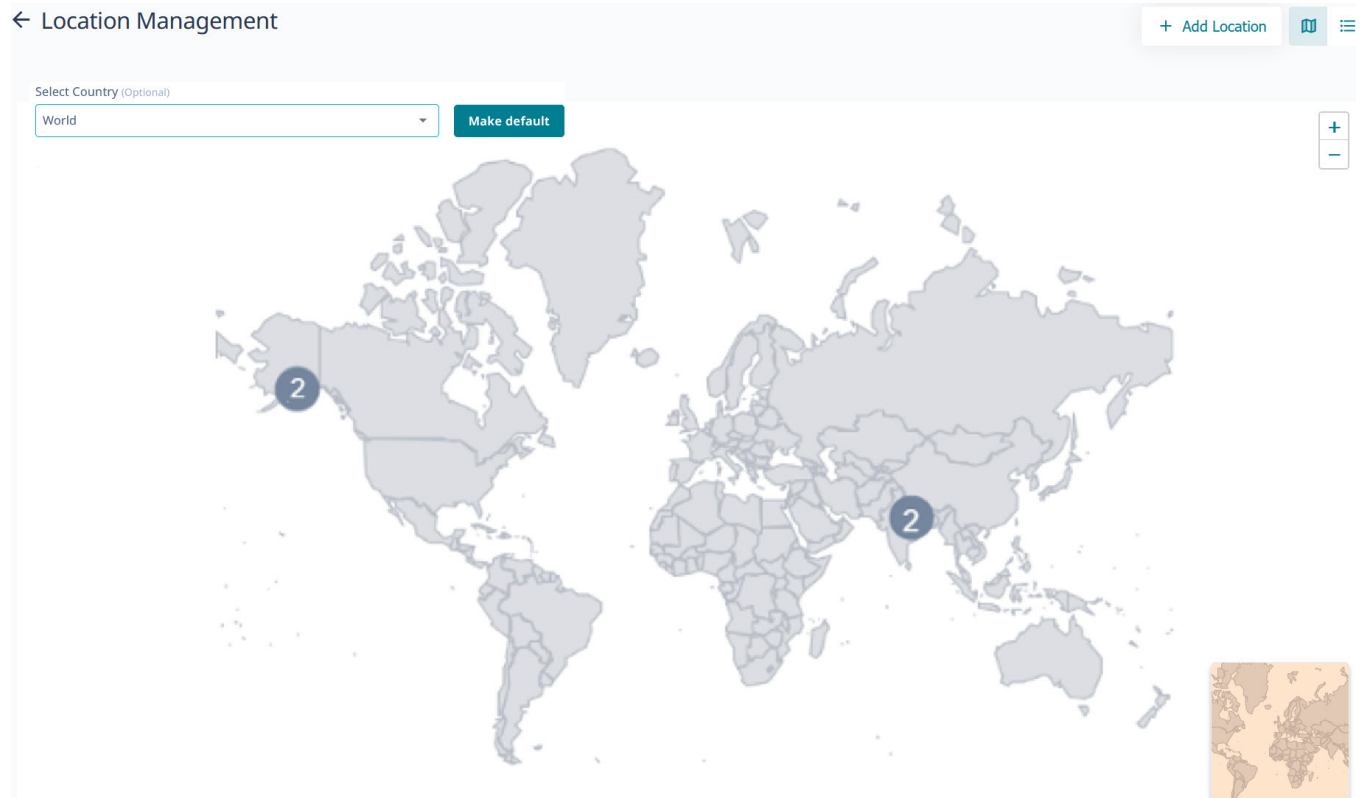 Location Management
+ Add Location
Select Country (Optional)
World
Make default
+
−
2
2